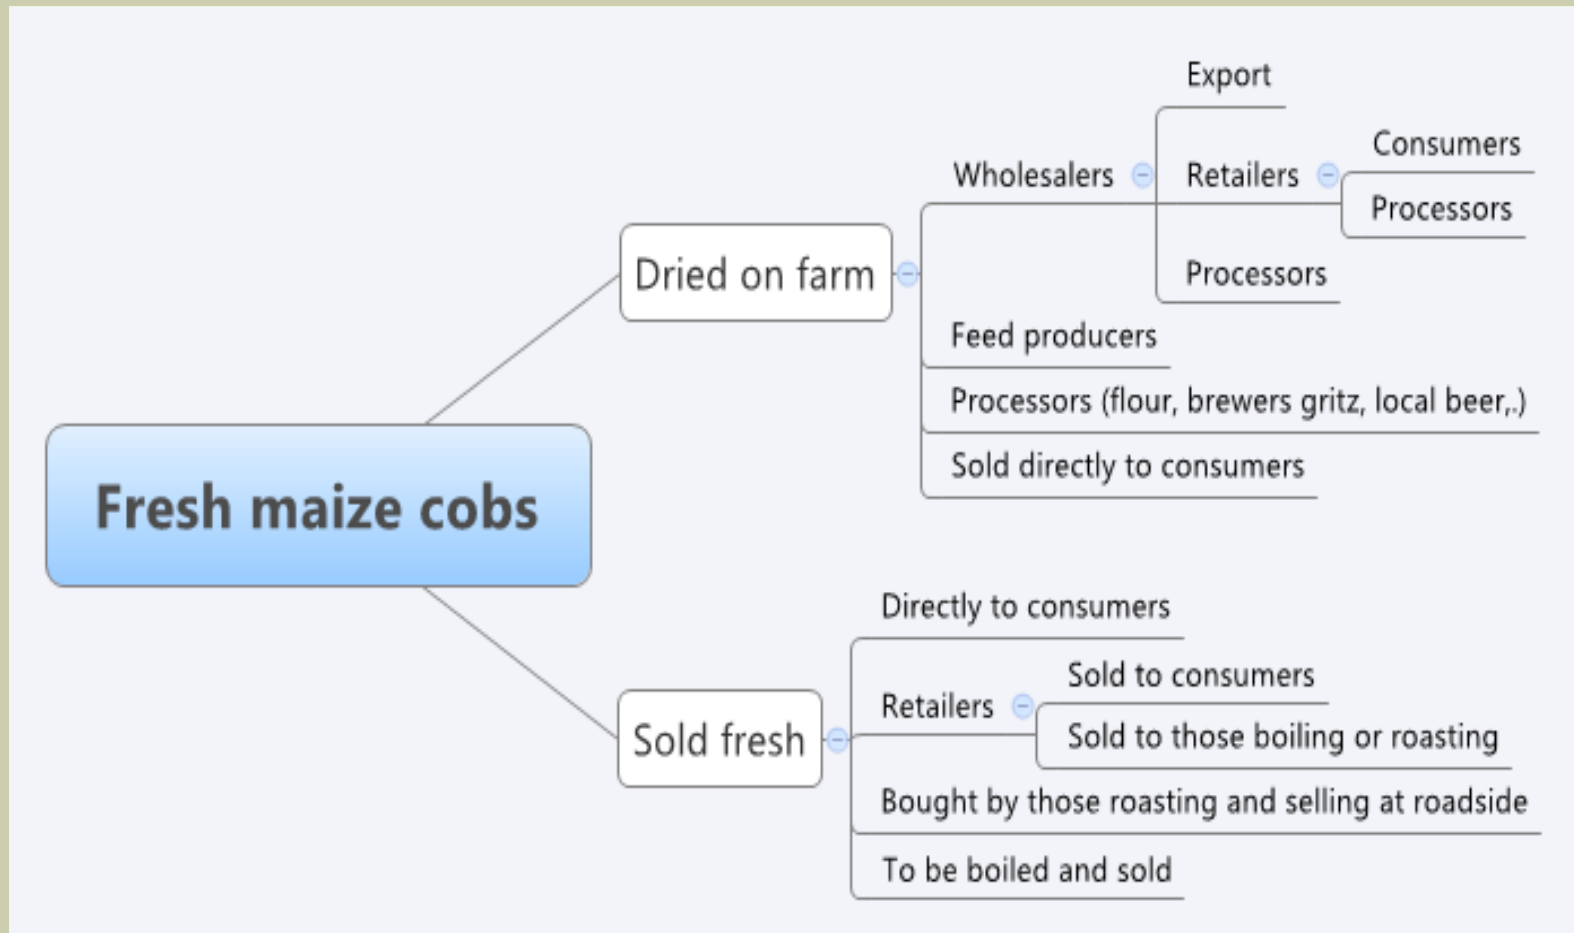 Fresh maize cobs
Dried on farm
Wholesalers
Export
Retailers
Consumers
Processors
Processors
Feed producers
Processors (flour, brewers gritz, local beer,.)
Sold directly to consumers
Sold fresh
Directly to consumers
Retailers
Sold to consumers
Sold to those boiling or roasting
Bought by those roasting and selling at roadside
To be boiled and sold